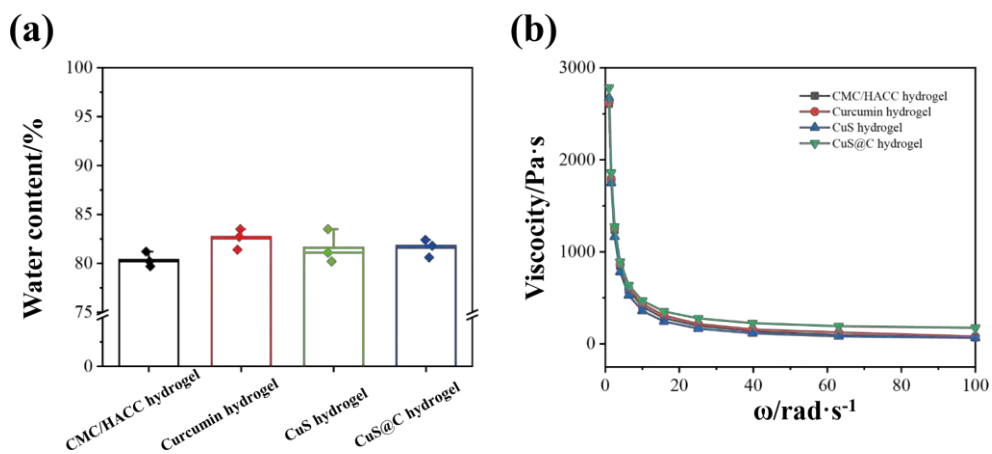 (a)
Water content/%
100
95
90
85
80
75
0
CMC/HACC hydrogel
Curcumin hydrogel
CuS hydrogel
CuS@C hydrogel
(b)
Viscocity/Pa·s
3000
2000
1000
0
CMC/HACC hydrogel
Curcumin hydrogel
CuS hydrogel
CuS@C hydrogel
0 20 40 60 80 100
ω/rad·s⁻¹